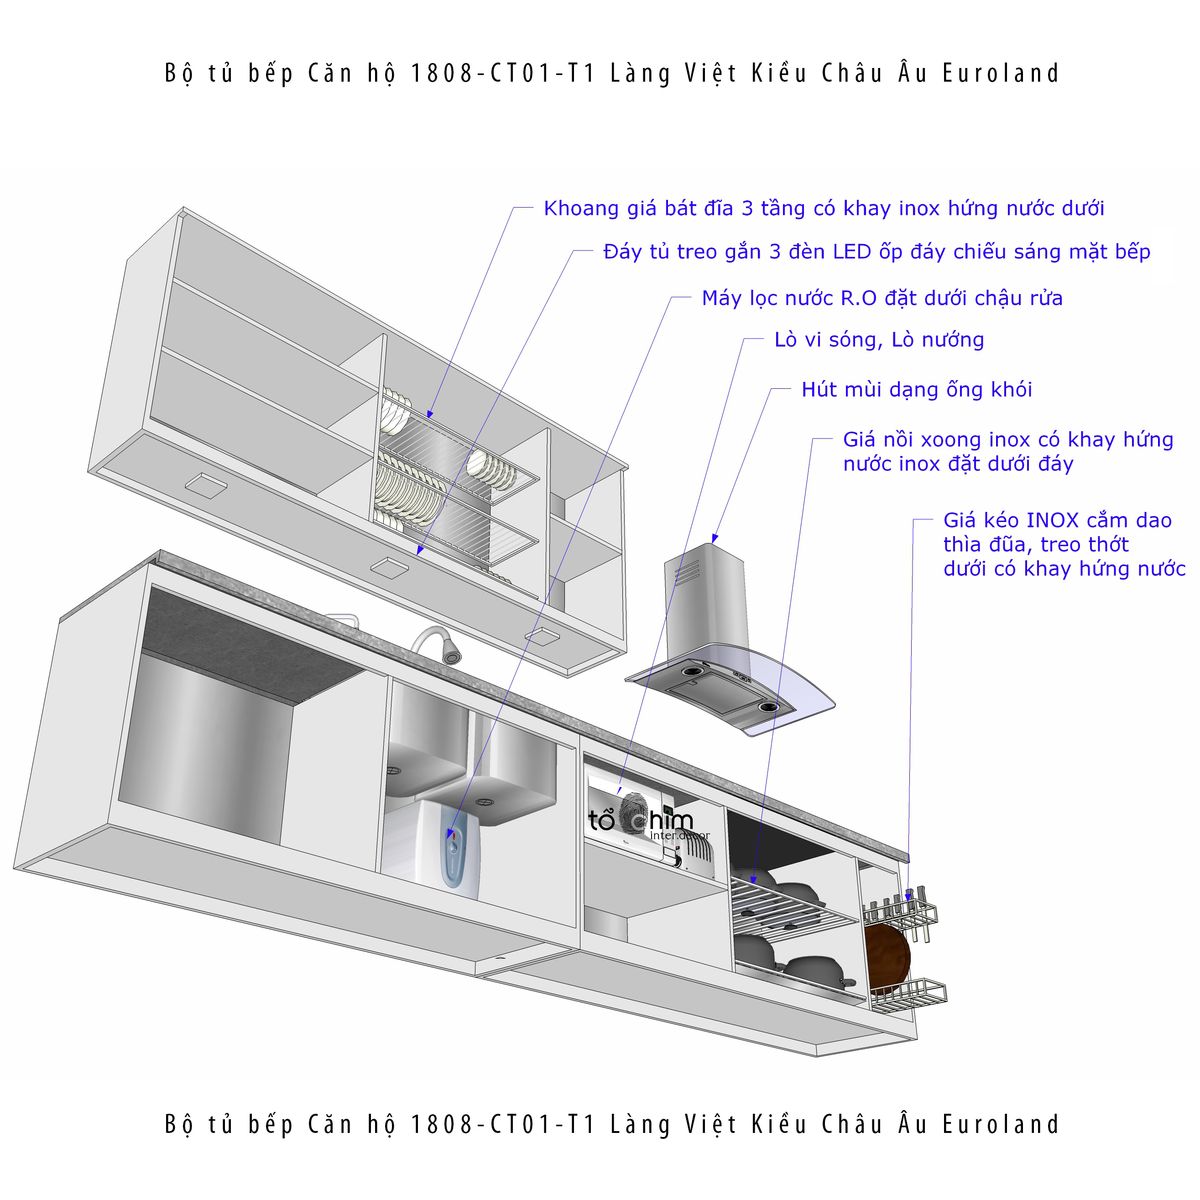 Bộ tủ bếp Căn hộ 1808-CT01-T1 Làng Việt Kiều Châu Âu Euroland
Khoang giá bát đĩa 3 tầng có khay inox hứng nước dưới
Đáy tủ treo gắn 3 đèn LED ốp đáy chiếu sáng mặt bếp
Máy lọc nước R.O đặt dưới chậu rửa
Lò vi sóng, Lò nướng
Hút mùi dạng ống khói
Giá nồi xoong inox có khay hứng
nước inox đặt dưới đáy
Giá kéo INOX cắm dao
thìa đũa, treo thớt
dưới có khay hứng nước
tổ chim
inter.decor
Bộ tủ bếp Căn hộ 1808-CT01-T1 Làng Việt Kiều Châu Âu Euroland